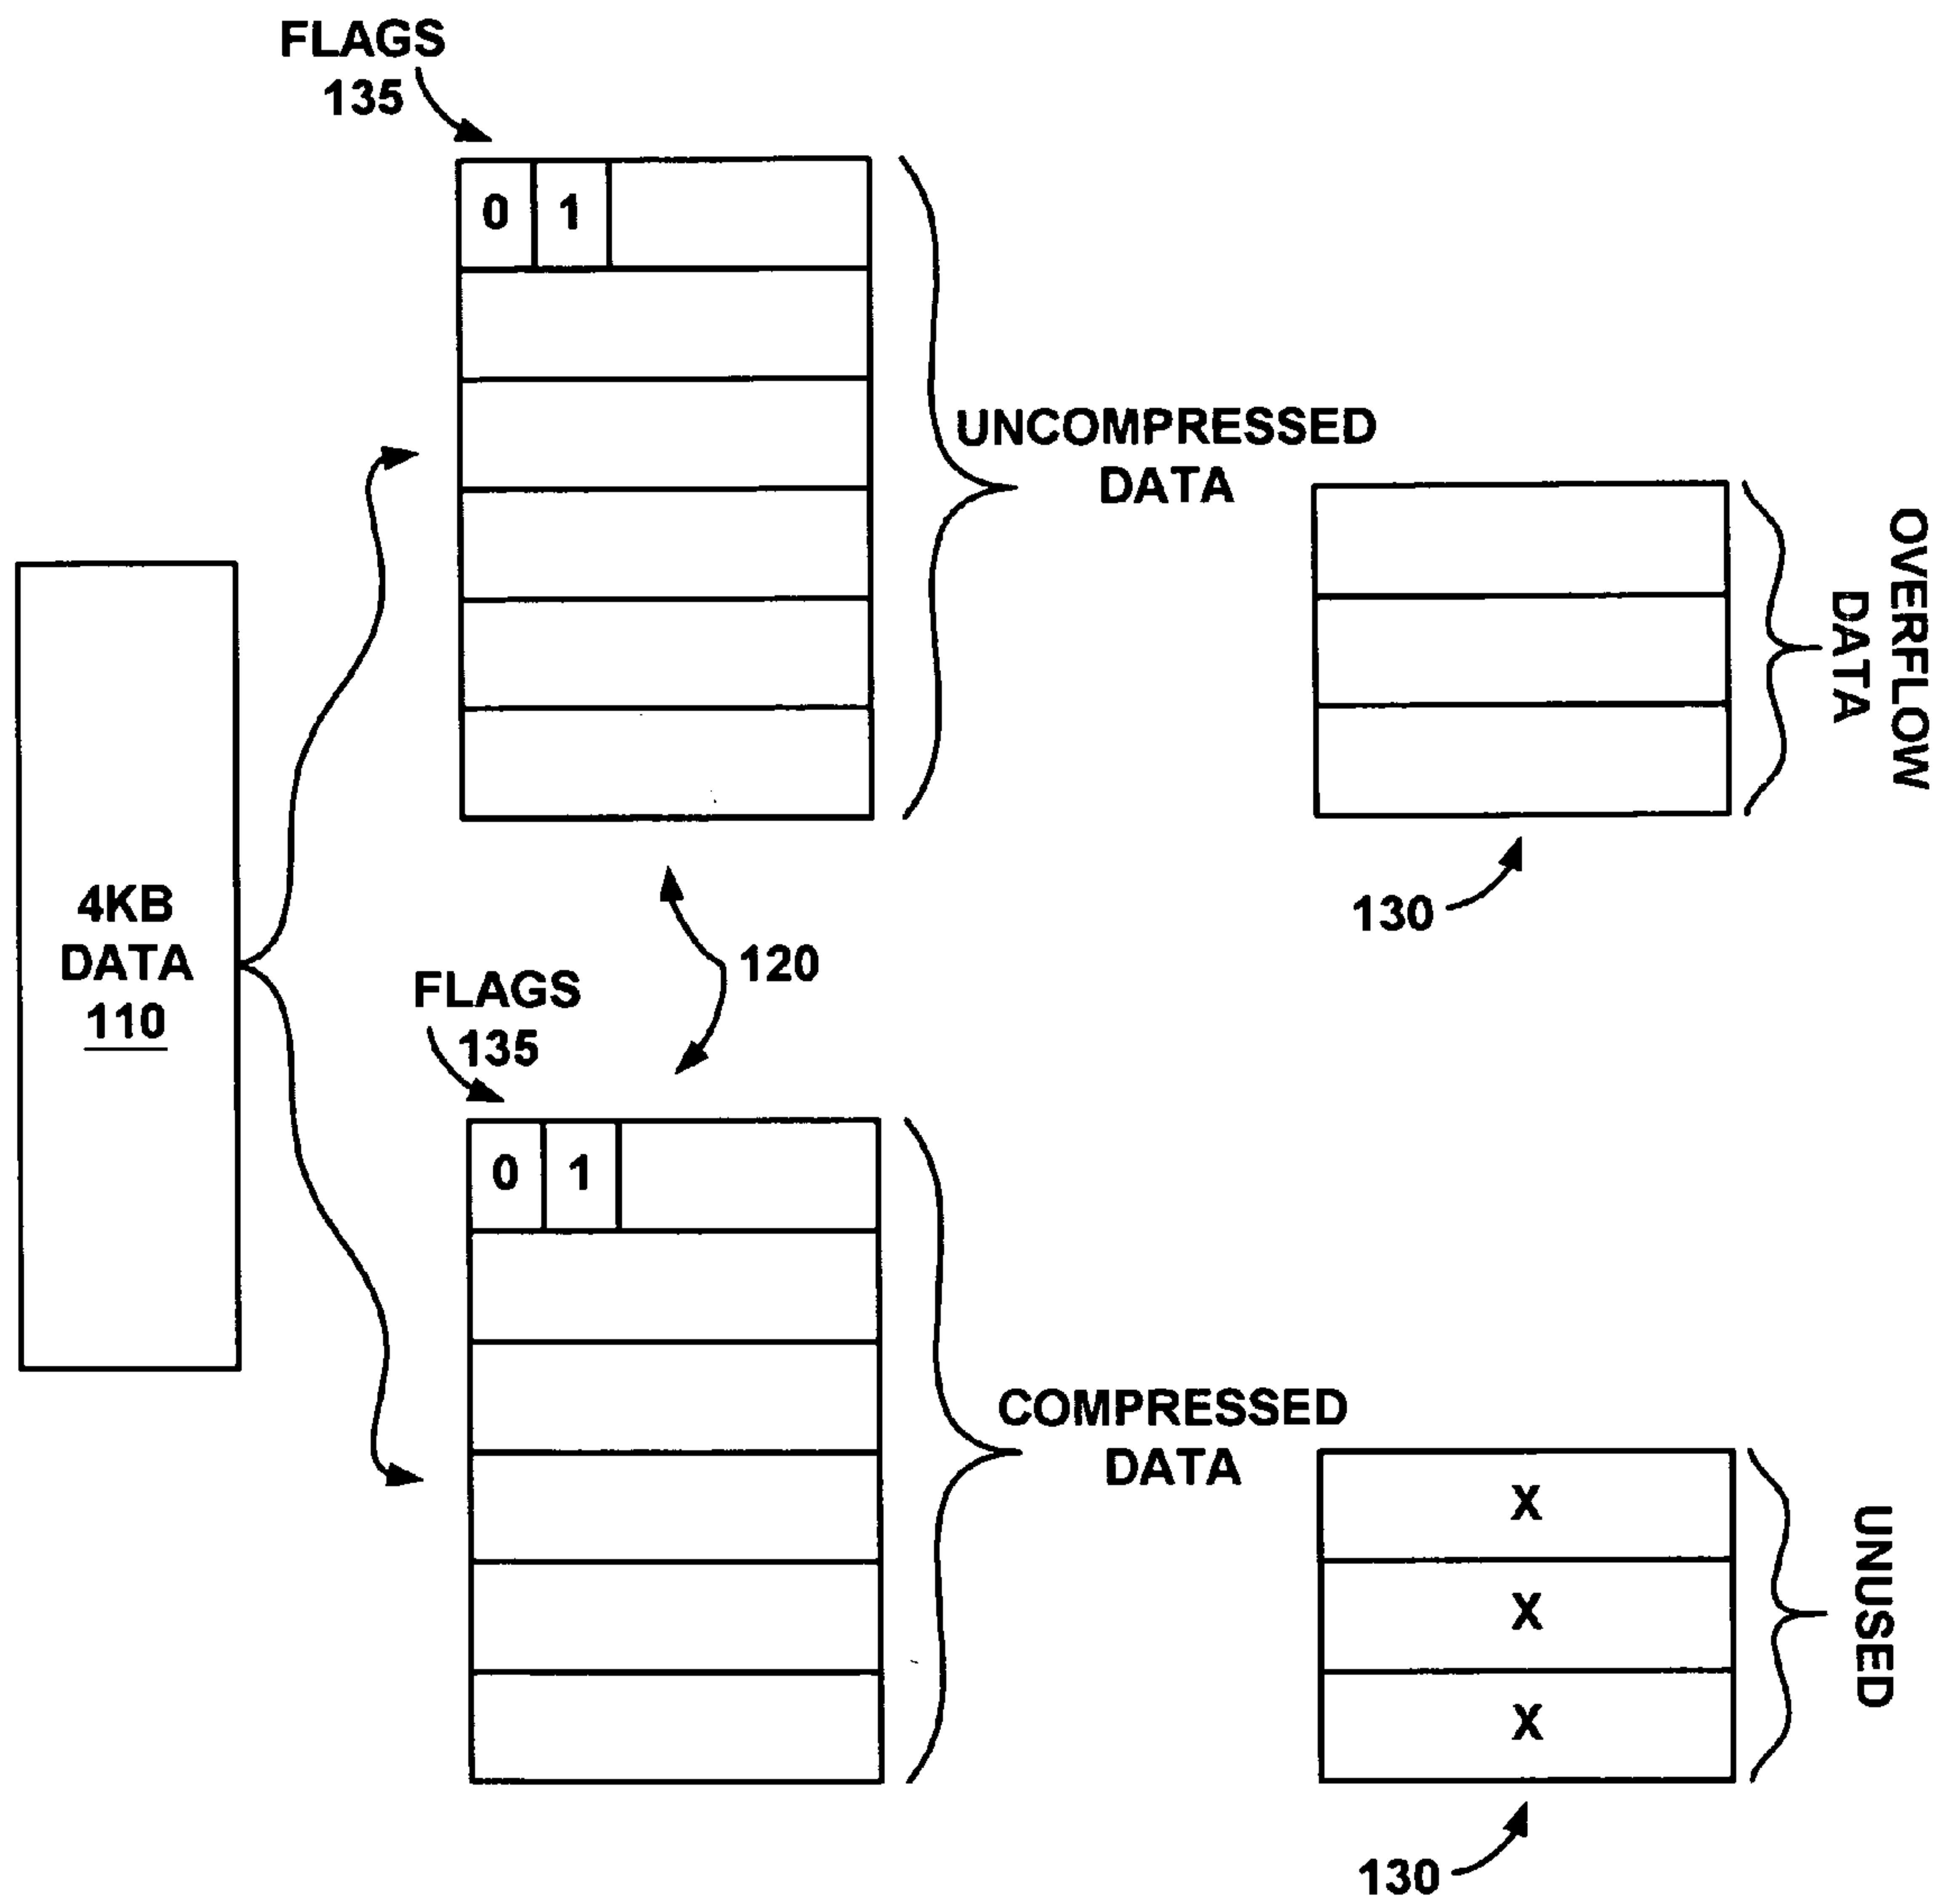 FLAGS
135
0 1
UNCOMPRESSED
DATA
OVERFLOW
DATA
130
4KB
DATA
110
120
FLAGS
135
0 1
COMPRESSED
DATA
X
X
X
UNUSED
130